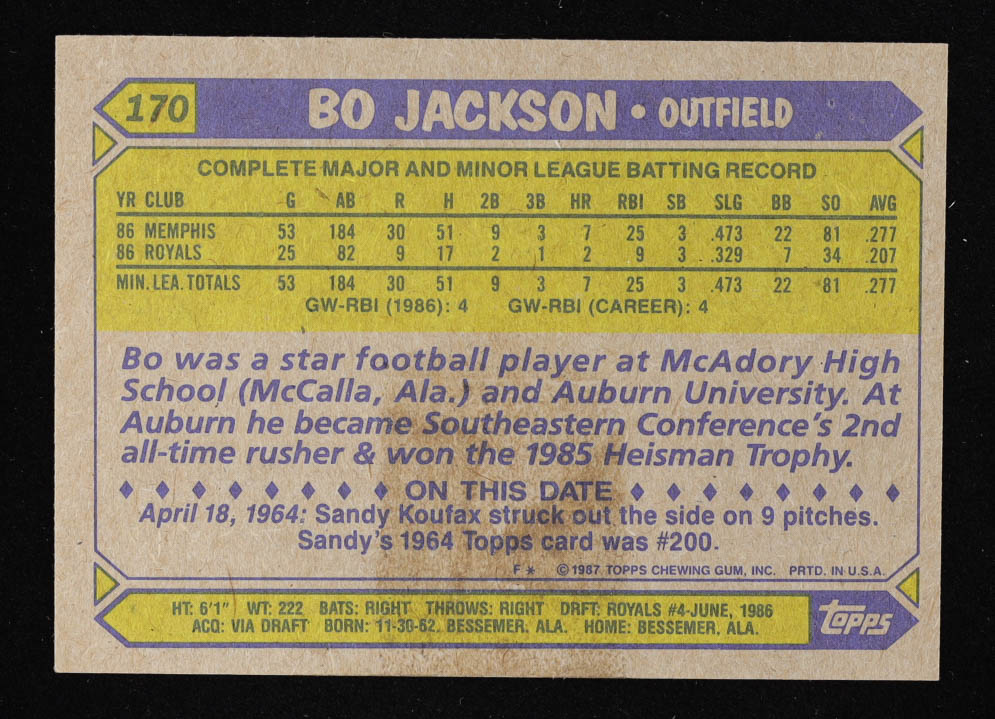 170 BO JACKSON • OUTFIELD
COMPLETE MAJOR AND MINOR LEAGUE BATTING RECORD
YR CLUB G AB R H 2B 3B HR RBI SB SLG BB SO AVG
86 MEMPHIS 53 184 30 51 9 3 7 25 3 .473 22 81 .277
86 ROYALS 25 82 9 17 2 1 2 9 3 .329 7 34 .207
MIN. LEA. TOTALS 53 184 30 51 9 3 7 25 3 .473 22 81 .277
GW-RBI (1986): 4 GW-RBI (CAREER): 4
Bo was a star football player at McAdory High
School (McCalla, Ala.) and Auburn University. At
Auburn he became Southeastern Conference's 2nd
all-time rusher & won the 1985 Heisman Trophy.
♦ ♦ ♦ ♦ ♦ ♦ ♦ ♦ ON THIS DATE ♦ ♦ ♦ ♦ ♦ ♦ ♦ ♦
April 18, 1964: Sandy Koufax struck out the side on 9 pitches.
Sandy's 1964 Topps card was #200.
F * © 1987 TOPPS CHEWING GUM, INC. PRTD. IN U.S.A.
HT: 6'1" WT: 222 BATS: RIGHT THROWS: RIGHT DRFT: ROYALS #4-JUNE, 1986
ACQ: VIA DRAFT BORN: 11-30-62, BESSEMER, ALA. HOME: BESSEMER, ALA.
topps